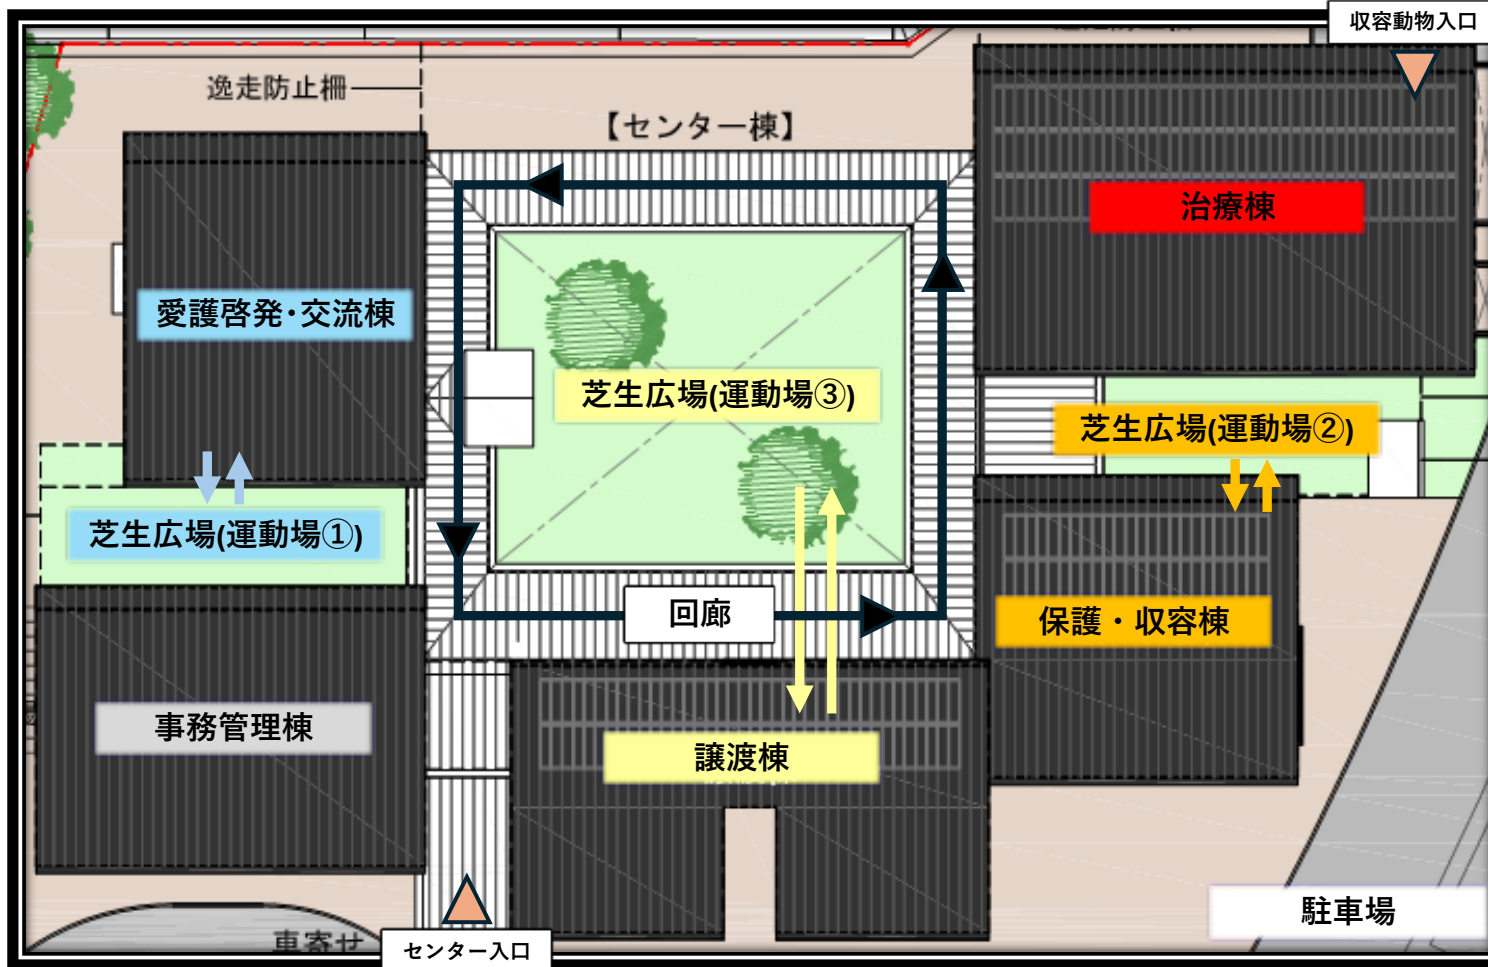 収容動物入口
逸走防止柵
【センター棟】
治療棟
愛護啓発・交流棟
芝生広場(運動場③)
芝生広場(運動場②)
芝生広場(運動場①)
回廊
保護・収容棟
事務管理棟
譲渡棟
駐車場
車寄せ
センター入口